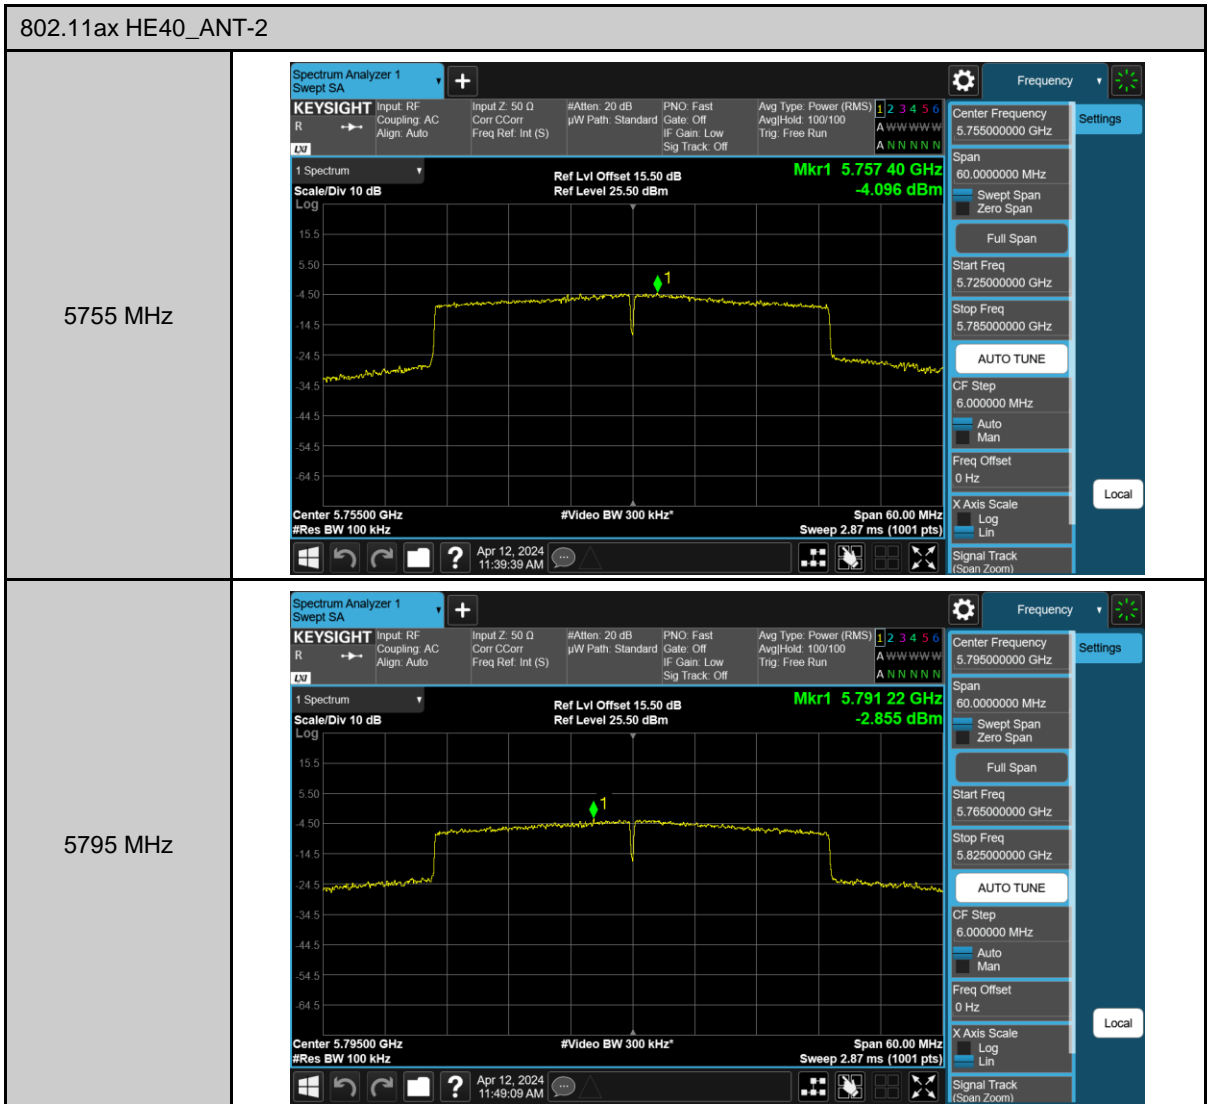 802.11ax HE40_ANT-2
5755 MHz
Spectrum Analyzer 1
Swept SA
Frequency
KEYSIGHT
R
LXI
Input: RF
Coupling: AC
Align: Auto
Input Z: 50 Ω
Corr CCorr
Freq Ref: Int (S)
#Atten: 20 dB
µW Path: Standard
PNO: Fast
Gate: Off
IF Gain: Low
Sig Track: Off
Avg Type: Power (RMS)
Avg|Hold: 100/100
Trig: Free Run
1 2 3 4 5 6
A W W W W W
A N N N N N
1 Spectrum
Scale/Div 10 dB
Log
Ref Lvl Offset 15.50 dB
Ref Level 25.50 dBm
Mkr1 5.757 40 GHz
-4.096 dBm
15.5
5.50
-4.50
-14.5
-24.5
-34.5
-44.5
-54.5
-64.5
1
Center 5.75500 GHz
#Res BW 100 kHz
#Video BW 300 kHz*
Span 60.00 MHz
Sweep 2.87 ms (1001 pts)
Apr 12, 2024
11:39:39 AM
Center Frequency
5.755000000 GHz
Settings
Span
60.0000000 MHz
Swept Span
Zero Span
Full Span
Start Freq
5.725000000 GHz
Stop Freq
5.785000000 GHz
AUTO TUNE
CF Step
6.000000 MHz
Auto
Man
Freq Offset
0 Hz
X Axis Scale
Log
Lin
Local
Signal Track
(Span Zoom)
5795 MHz
Spectrum Analyzer 1
Swept SA
Frequency
KEYSIGHT
R
LXI
Input: RF
Coupling: AC
Align: Auto
Input Z: 50 Ω
Corr CCorr
Freq Ref: Int (S)
#Atten: 20 dB
µW Path: Standard
PNO: Fast
Gate: Off
IF Gain: Low
Sig Track: Off
Avg Type: Power (RMS)
Avg|Hold: 100/100
Trig: Free Run
1 2 3 4 5 6
A W W W W W
A N N N N N
1 Spectrum
Scale/Div 10 dB
Log
Ref Lvl Offset 15.50 dB
Ref Level 25.50 dBm
Mkr1 5.791 22 GHz
-2.855 dBm
15.5
5.50
-4.50
-14.5
-24.5
-34.5
-44.5
-54.5
-64.5
1
Center 5.79500 GHz
#Res BW 100 kHz
#Video BW 300 kHz*
Span 60.00 MHz
Sweep 2.87 ms (1001 pts)
Apr 12, 2024
11:49:09 AM
Center Frequency
5.795000000 GHz
Settings
Span
60.0000000 MHz
Swept Span
Zero Span
Full Span
Start Freq
5.765000000 GHz
Stop Freq
5.825000000 GHz
AUTO TUNE
CF Step
6.000000 MHz
Auto
Man
Freq Offset
0 Hz
X Axis Scale
Log
Lin
Local
Signal Track
(Span Zoom)